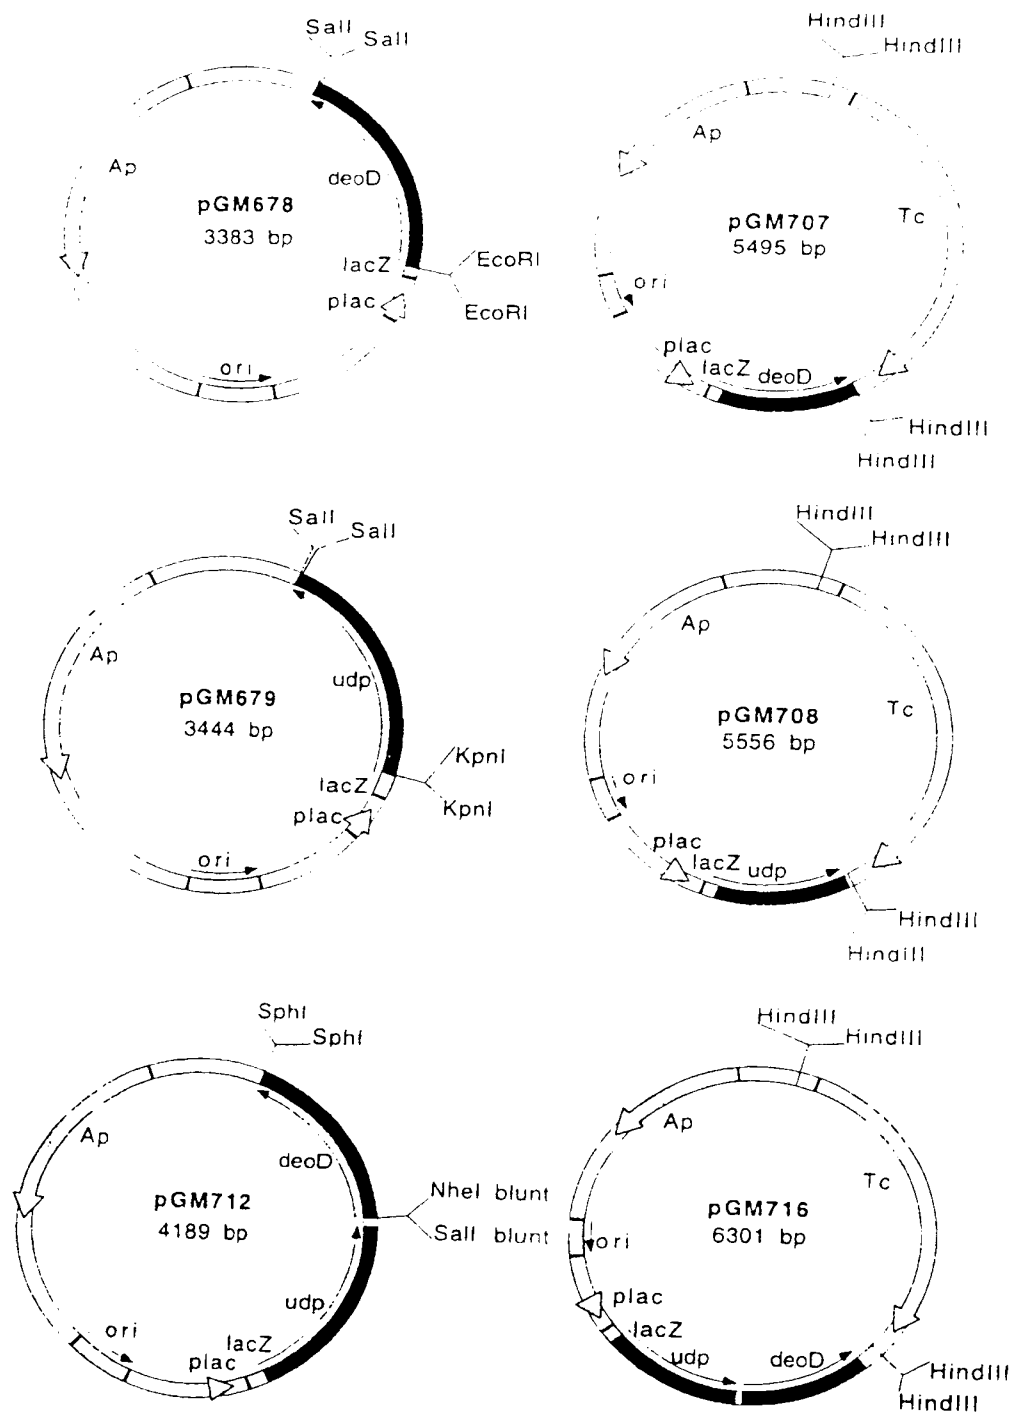 SalI
SalI
Ap
deoD
pGM678
3383 bp
lacZ
EcoRI
plac
EcoRI
ori
HindIII
HindIII
Ap
Tc
pGM707
5495 bp
ori
plac
lacZ
deoD
HindIII
HindIII
SalI
SalI
Ap
udp
pGM679
3444 bp
lacZ
KpnI
plac
KpnI
ori
HindIII
HindIII
Ap
Tc
pGM708
5556 bp
ori
plac
lacZ
udp
HindIII
HindIII
SphI
SphI
Ap
deoD
pGM712
4189 bp
NheI blunt
SalI blunt
udp
ori
lacZ
plac
HindIII
HindIII
Ap
Tc
pGM716
6301 bp
ori
plac
lacZ
udp
deoD
HindIII
HindIII